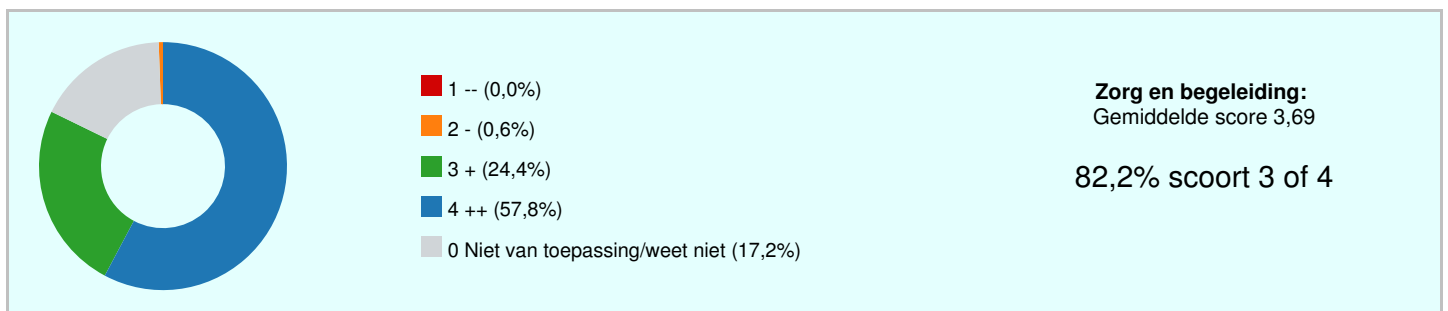 1 -- (0,0%)
2 - (0,6%)
3 + (24,4%)
4 ++ (57,8%)
0 Niet van toepassing/weet niet (17,2%)
Zorg en begeleiding:
Gemiddelde score 3,69
82,2% scoort 3 of 4